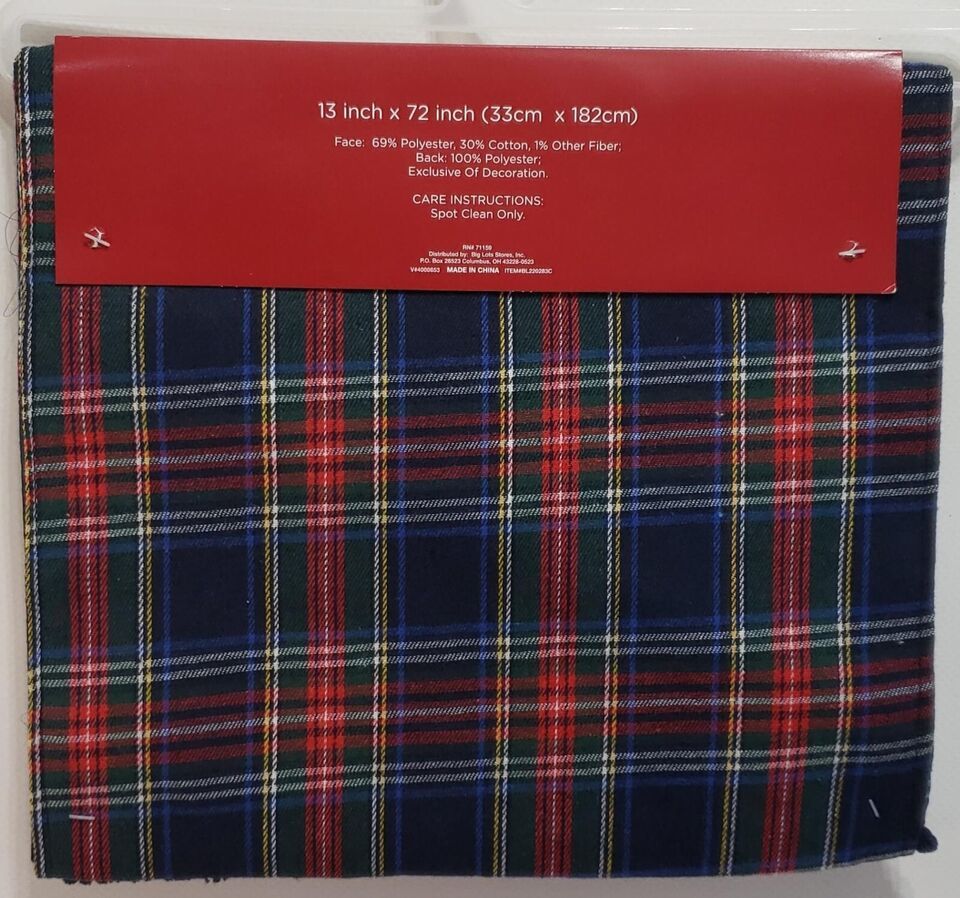 13 inch x 72 inch (33cm x 182cm)
Face: 69% Polyester, 30% Cotton, 1% Other Fiber;
Back: 100% Polyester;
Exclusive Of Decoration.
CARE INSTRUCTIONS:
Spot Clean Only.
RN# 71159
Distributed by: Big Lots Stores, Inc.
P.O. Box 26523 Columbus, OH 43228-0523
V#4000653 MADE IN CHINA ITEM#BL220283C